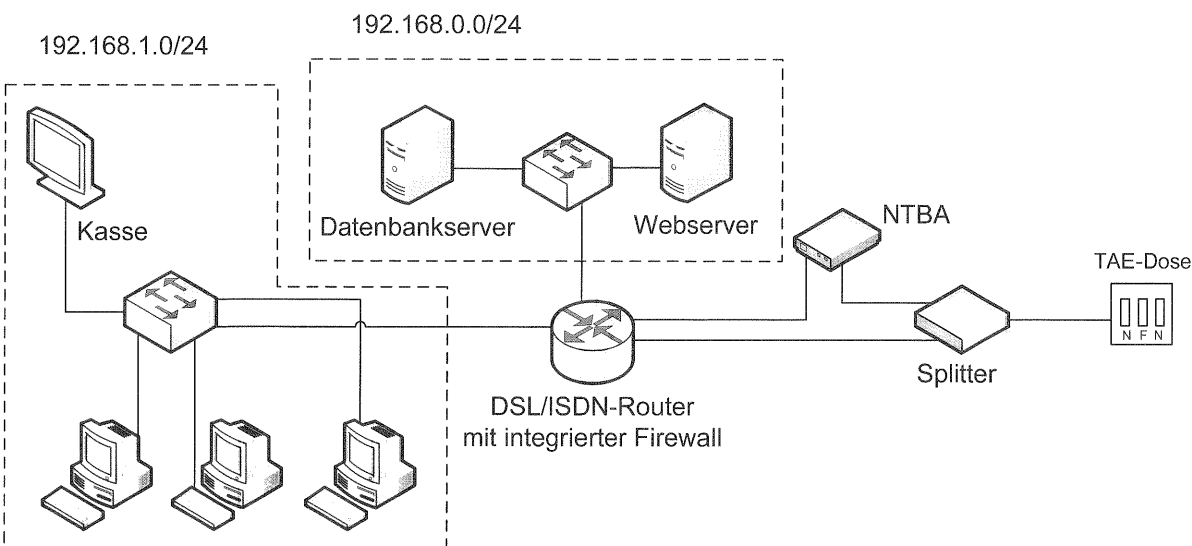 192.168.0.0/24
192.168.1.0/24
Kasse
Datenbankserver
Webserver
NTBA
TAE-Dose
N F N
Splitter
DSL/ISDN-Router
mit integrierter Firewall